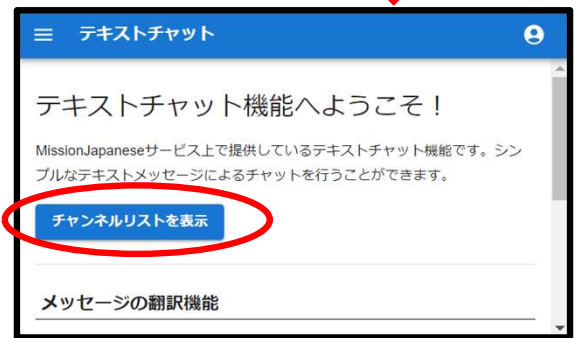 テキストチャット
テキストチャット機能へようこそ！
MissionJapaneseサービス上で提供しているテキストチャット機能です。シン
プルなテキストメッセージによるチャットを行うことができます。
チャンネルリストを表示
メッセージの翻訳機能